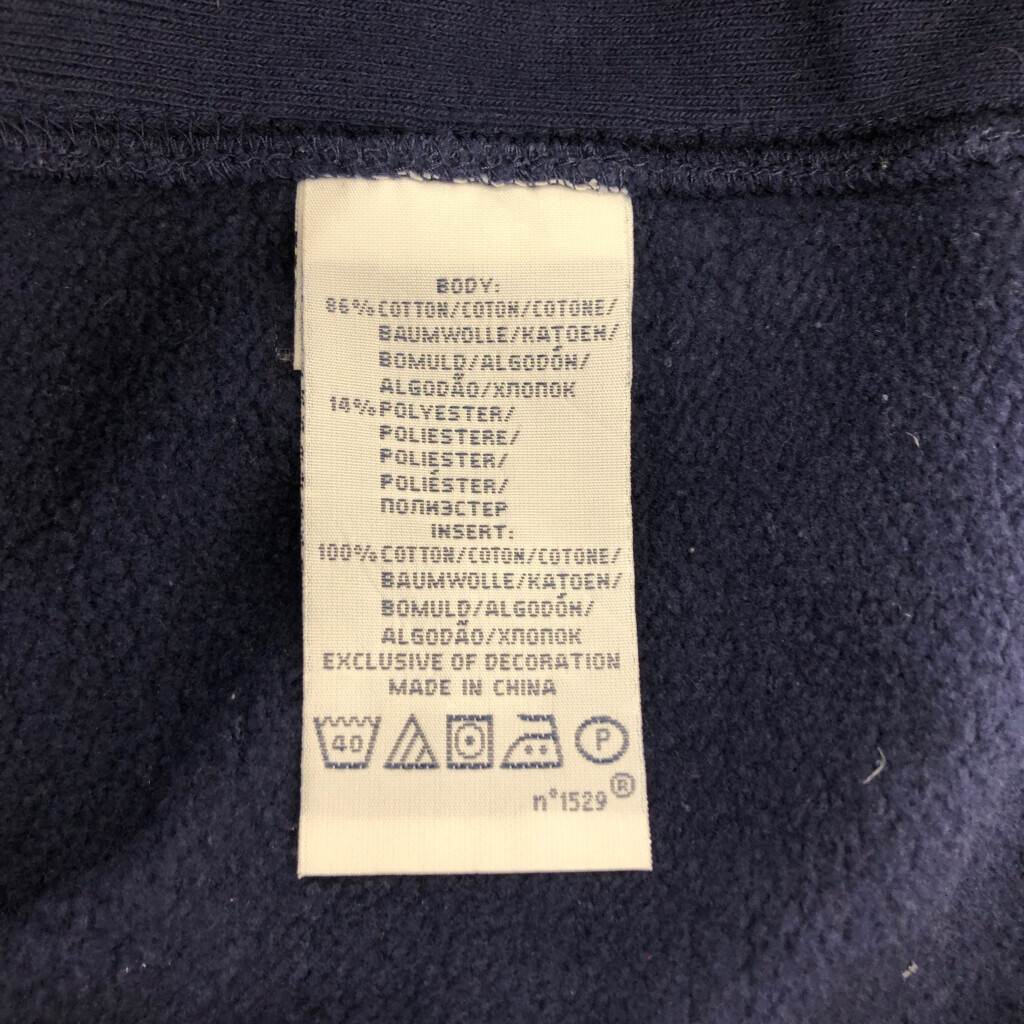 BODY:
86% COTTON/COTON/COTONE/
BAUMWOLLE/KATOEN/
BOMULD/ALGODÓN/
ALGODÃO/ХЛОПОК
14% POLYESTER/
POLIESTERE/
POLIESTER/
POLIÉSTER/
ПОЛИЭСТЕР
INSERT:
100% COTTON/COTON/COTONE/
BAUMWOLLE/KATOEN/
BOMULD/ALGODÓN/
ALGODÃO/ХЛОПОК
EXCLUSIVE OF DECORATION
MADE IN CHINA
40 P
n°1529®